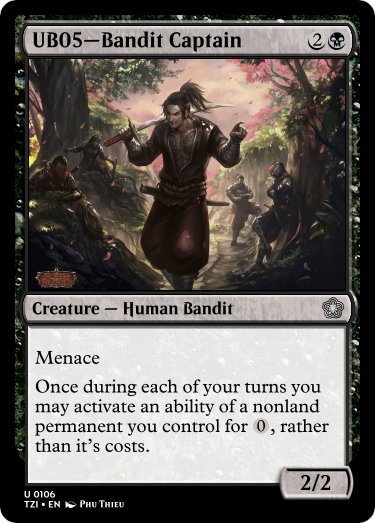 UB05—Bandit Captain 2
Creature — Human Bandit
Menace
Once during each of your turns you
may activate an ability of a nonland
permanent you control for 0, rather
than it's costs.
2/2
U 0106
TZI • EN Phu Thieu